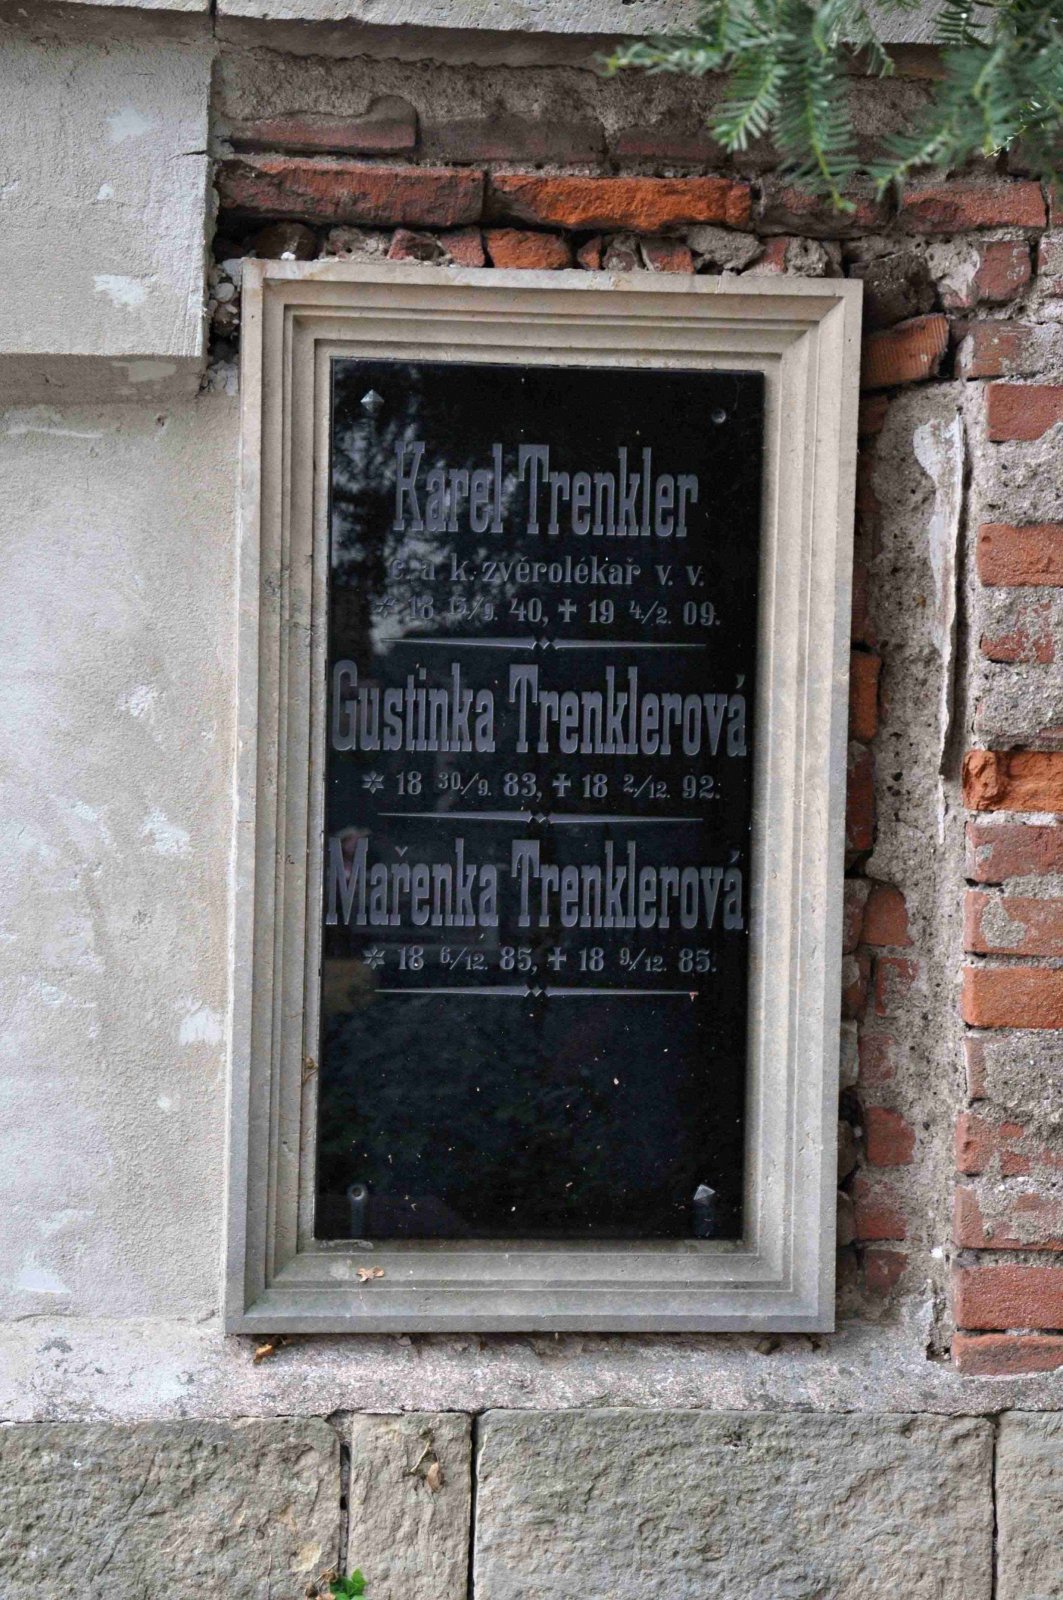 Karel Trenkler
c. a k. zvěrolékař v. v.
* 18 15/9. 40, ✝ 19 4/2. 09.
Gustinka Trenklerová
* 18 30./9. 83, ✝ 18 2/12. 92.
Mařenka Trenklerová
* 18 6/12. 85, ✝ 18 9/12. 85.